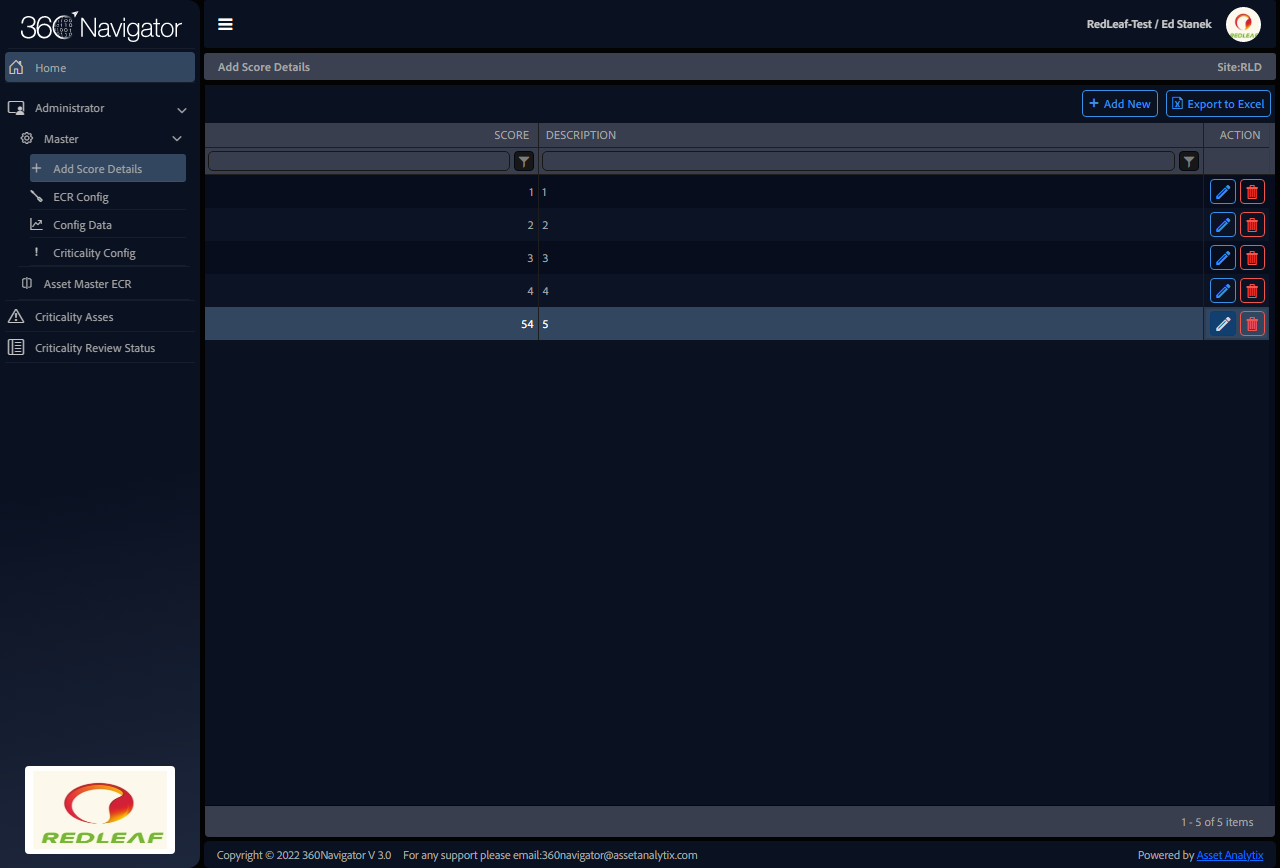 360 Navigator
RedLeaf-Test / Ed Stanek
REDLEAF
Home
Add Score Details
Site:RLD
Administrator
+ Add New
Export to Excel
Master
SCORE
DESCRIPTION
ACTION
Add Score Details
ECR Config
Config Data
Criticality Config
Asset Master ECR
Criticality Asses
Criticality Review Status
1 1
2 2
3 3
4 4
54 5
REDLEAF
1 - 5 of 5 items
Copyright © 2022 360Navigator V 3.0 For any support please email:360navigator@assetanalytix.com
Powered by Asset Analytix